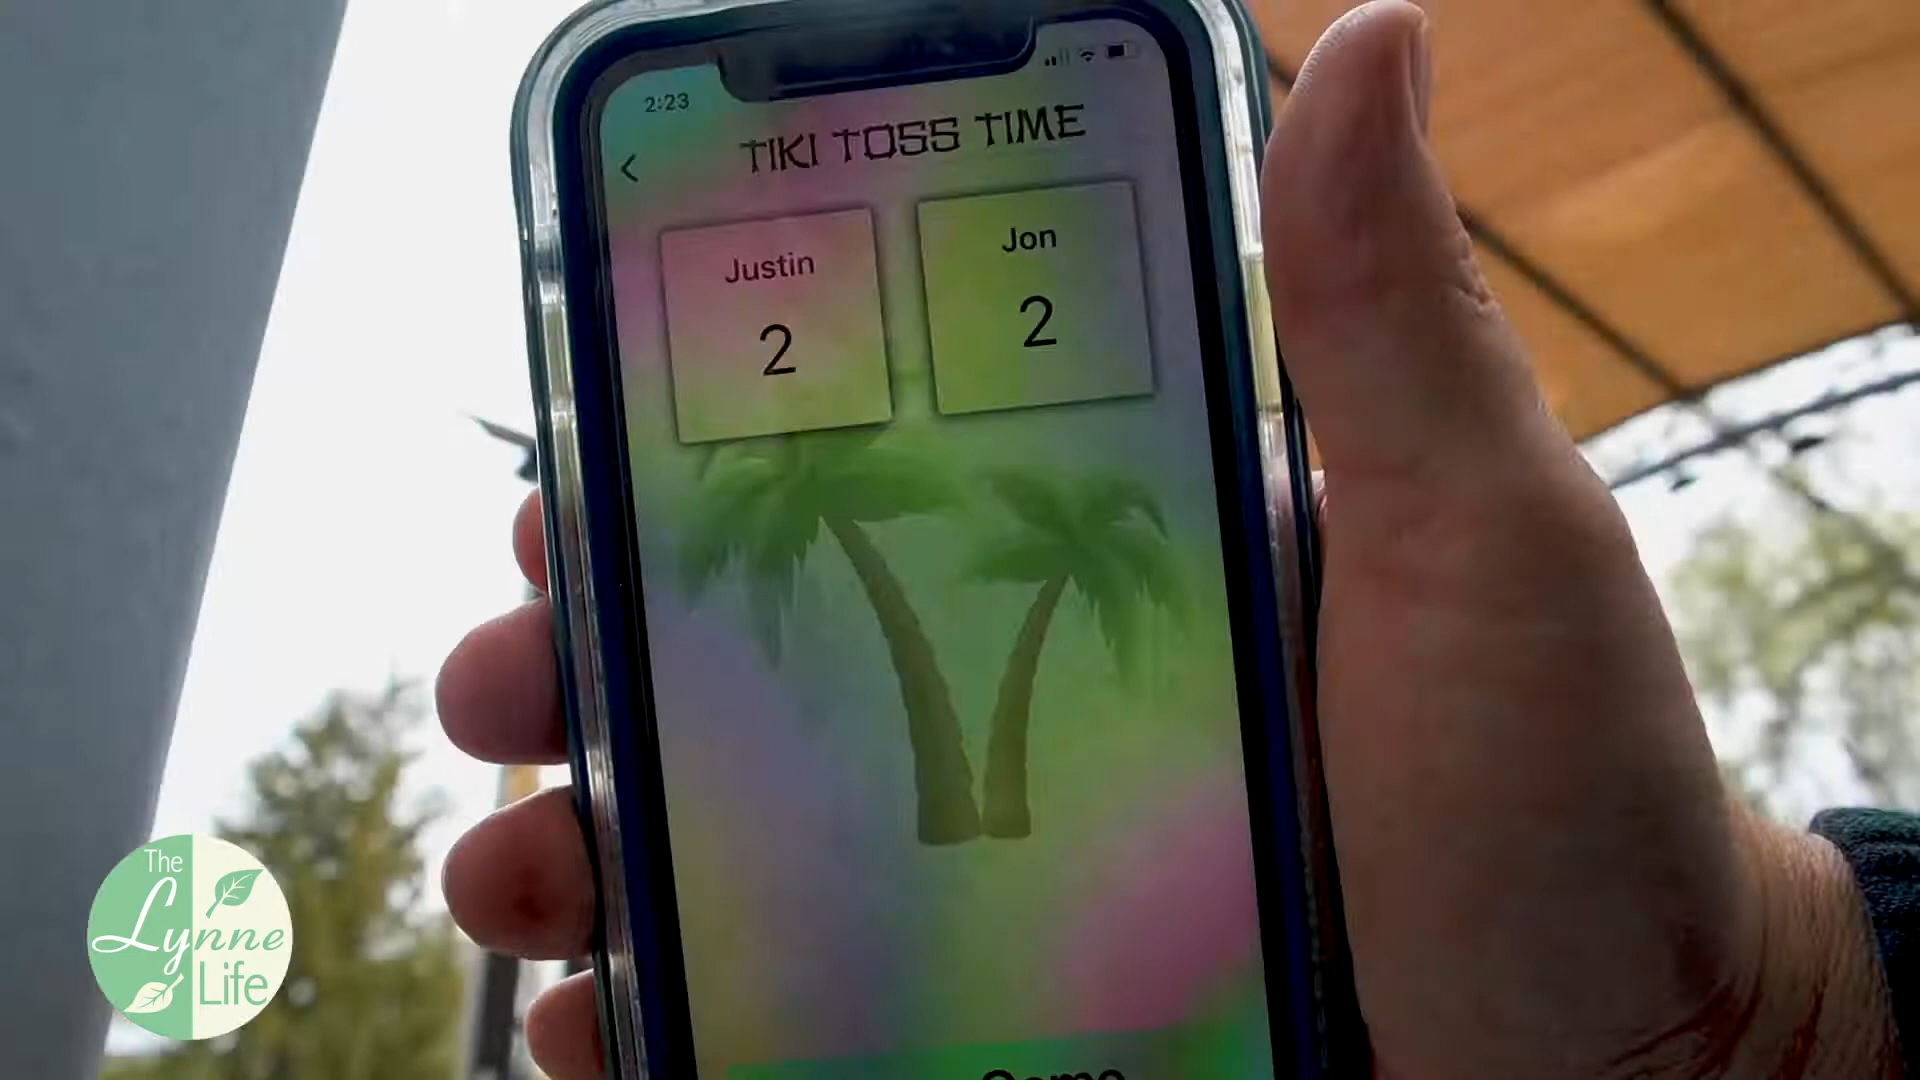 2:23
TIKI TOSS TIME
Justin
2
Jon
2
The
Lynne
Life